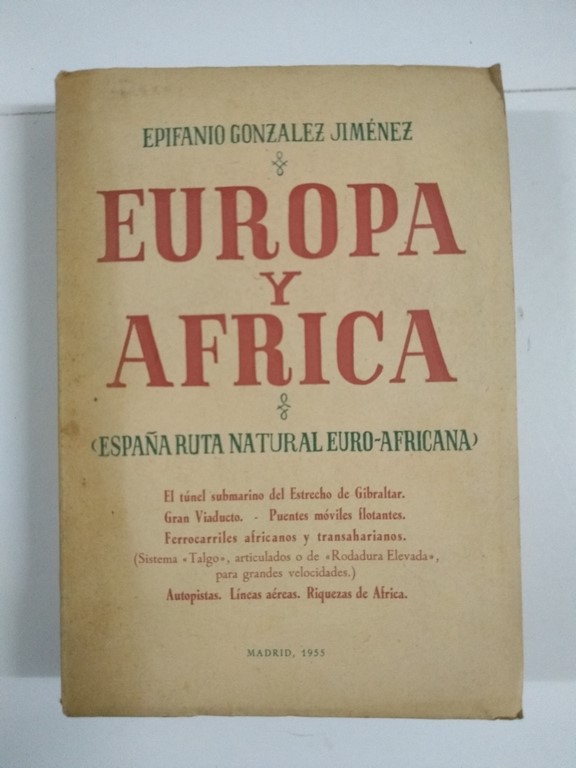 EPIFANIO GONZALEZ JIMÉNEZ
EUROPA
Y
AFRICA
(ESPAÑA RUTA NATURAL EURO-AFRICANA)
El túnel submarino del Estrecho de Gibraltar.
Gran Viaducto. - Puentes móviles flotantes.
Ferrocarriles africanos y transaharianos.
(Sistema «Talgo», articulados o de «Rodadura Elevada»,
para grandes velocidades.)
Autopistas. Líneas aéreas. Riquezas de Africa.
MADRID, 1955